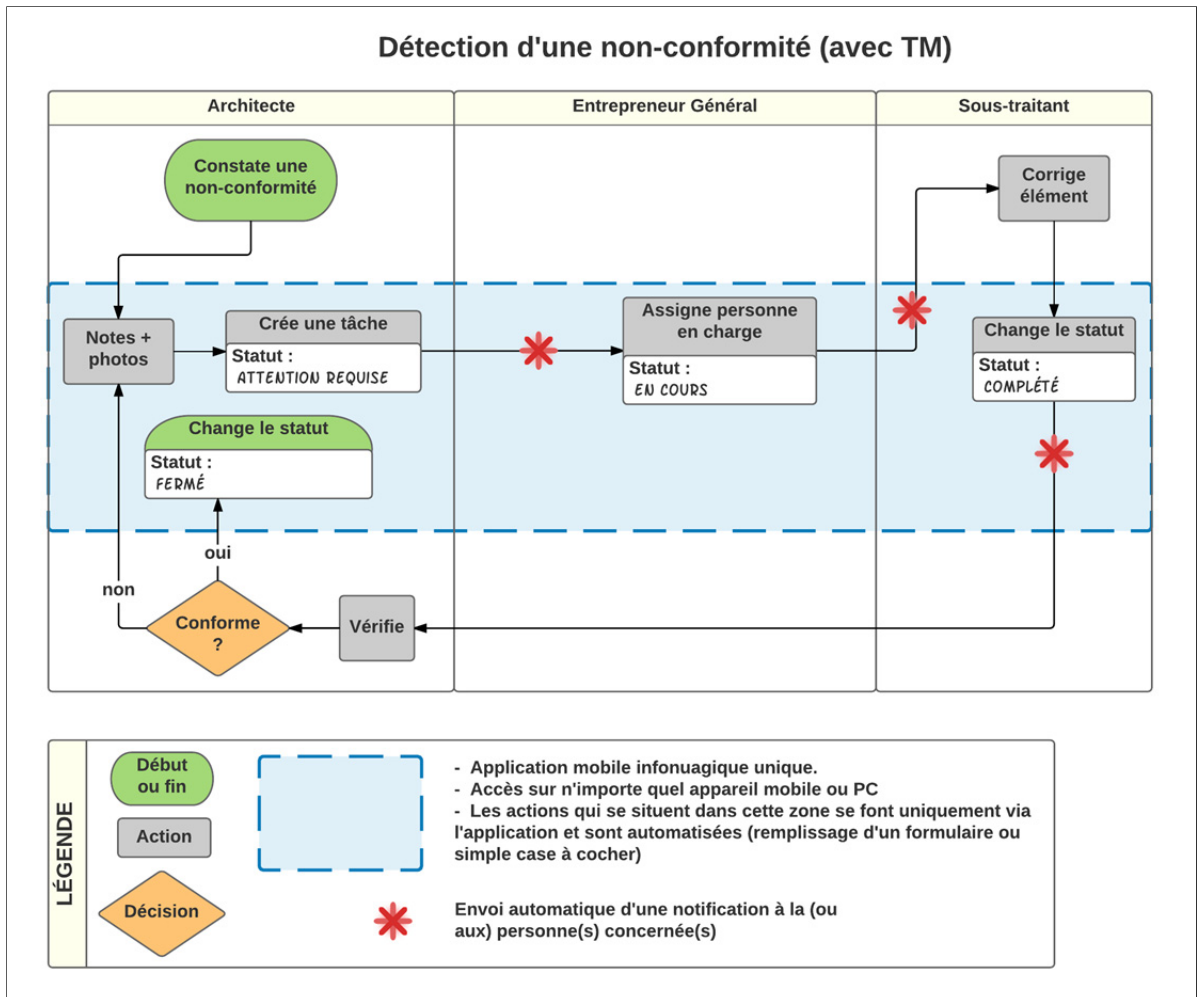 Détection d'une non-conformité (avec TM)
Architecte
Entrepreneur Général
Sous-traitant
Constate une
non-conformité
Corrige
élément
Notes +
photos
Crée une tâche
Statut :
ATTENTION REQUISE
Assigne personne
en charge
Statut :
EN COURS
Change le statut
Statut :
COMPLÉTÉ
Change le statut
Statut :
FERMÉ
oui
non
Conforme
?
Vérifie
LÉGENDE
Début
ou fin
Action
Décision
- Application mobile infonuagique unique.
- Accès sur n'importe quel appareil mobile ou PC
- Les actions qui se situent dans cette zone se font uniquement via
l'application et sont automatisées (remplissage d'un formulaire ou
simple case à cocher)
Envoi automatique d'une notification à la (ou
aux) personne(s) concernée(s)